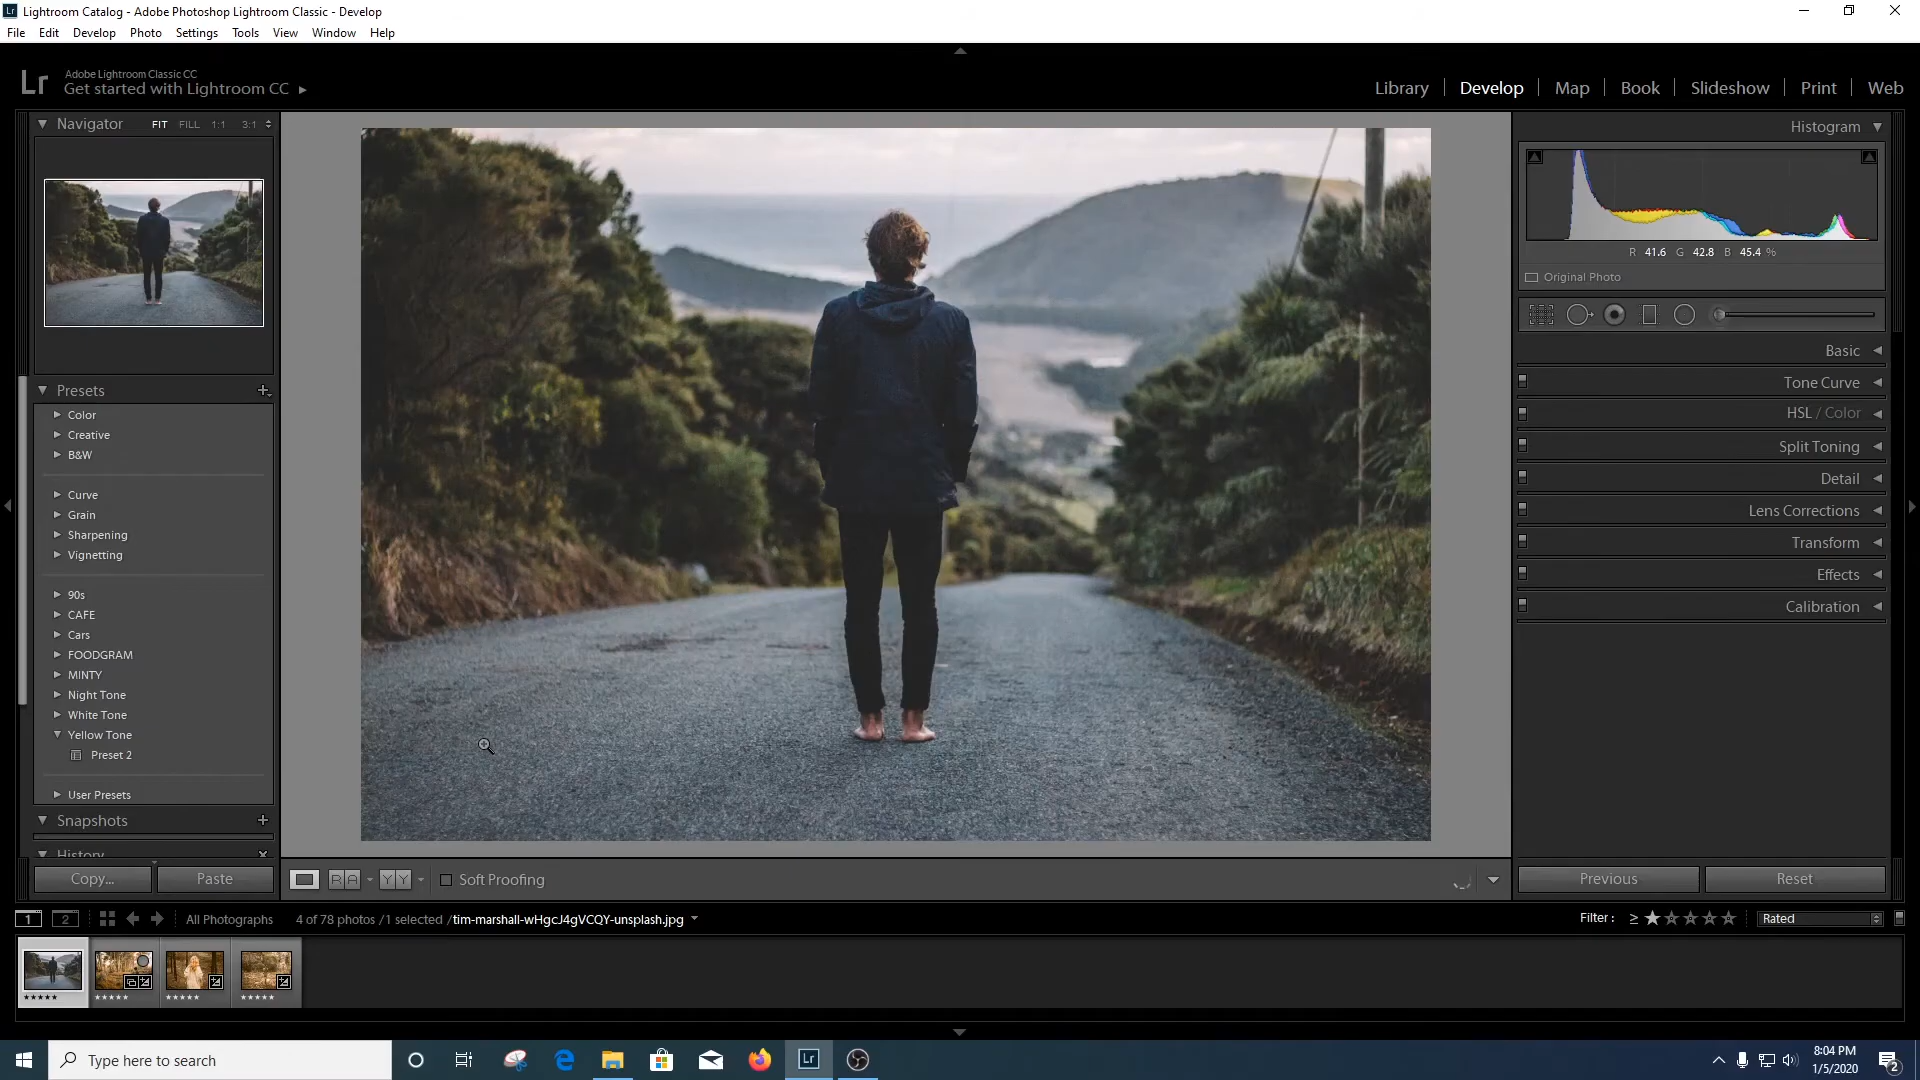 Lightroom Catalog - Adobe Photoshop Lightroom Classic - Develop
File Edit Develop Photo Settings Tools View Window Help
Lr
Adobe Lightroom Classic CC
Get started with Lightroom CC
Library Develop Map Book Slideshow Print Web
Navigator FIT FILL 1:1 3:1
Histogram
R 41.6 G 42.8 B 45.4 %
Original Photo
Basic
Tone Curve
HSL / Color
Split Toning
Detail
Lens Corrections
Transform
Effects
Calibration
Presets
Color
Creative
B&W
Curve
Grain
Sharpening
Vignetting
90s
CAFE
Cars
FOODGRAM
MINTY
Night Tone
White Tone
Yellow Tone
Preset 2
User Presets
Snapshots
History
Copy... Paste
R A Y Y Soft Proofing
Previous Reset
1 2 All Photographs 4 of 78 photos /1 selected /tim-marshall-wHgcJ4gVCQY-unsplash.jpg
Filter : ≥ Rated
Type here to search
Lr
8:04 PM
1/5/2020
2